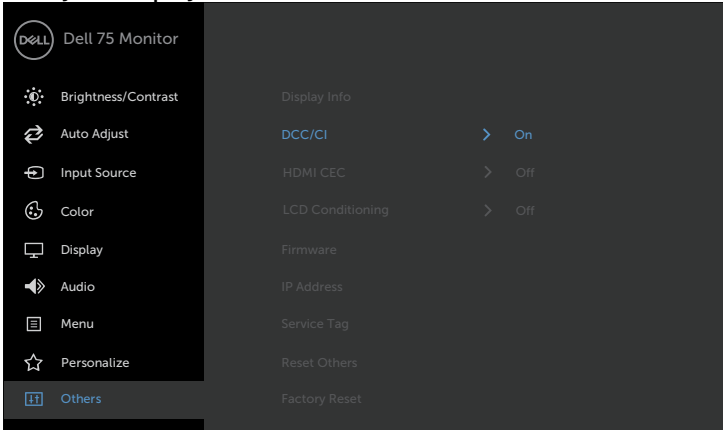 DELL Dell 75 Monitor
Brightness/Contrast Display Info
Auto Adjust DCC/CI On
Input Source HDMI CEC Off
Color LCD Conditioning Off
Display Firmware
Audio IP Address
Menu Service Tag
Personalize Reset Others
Others Factory Reset